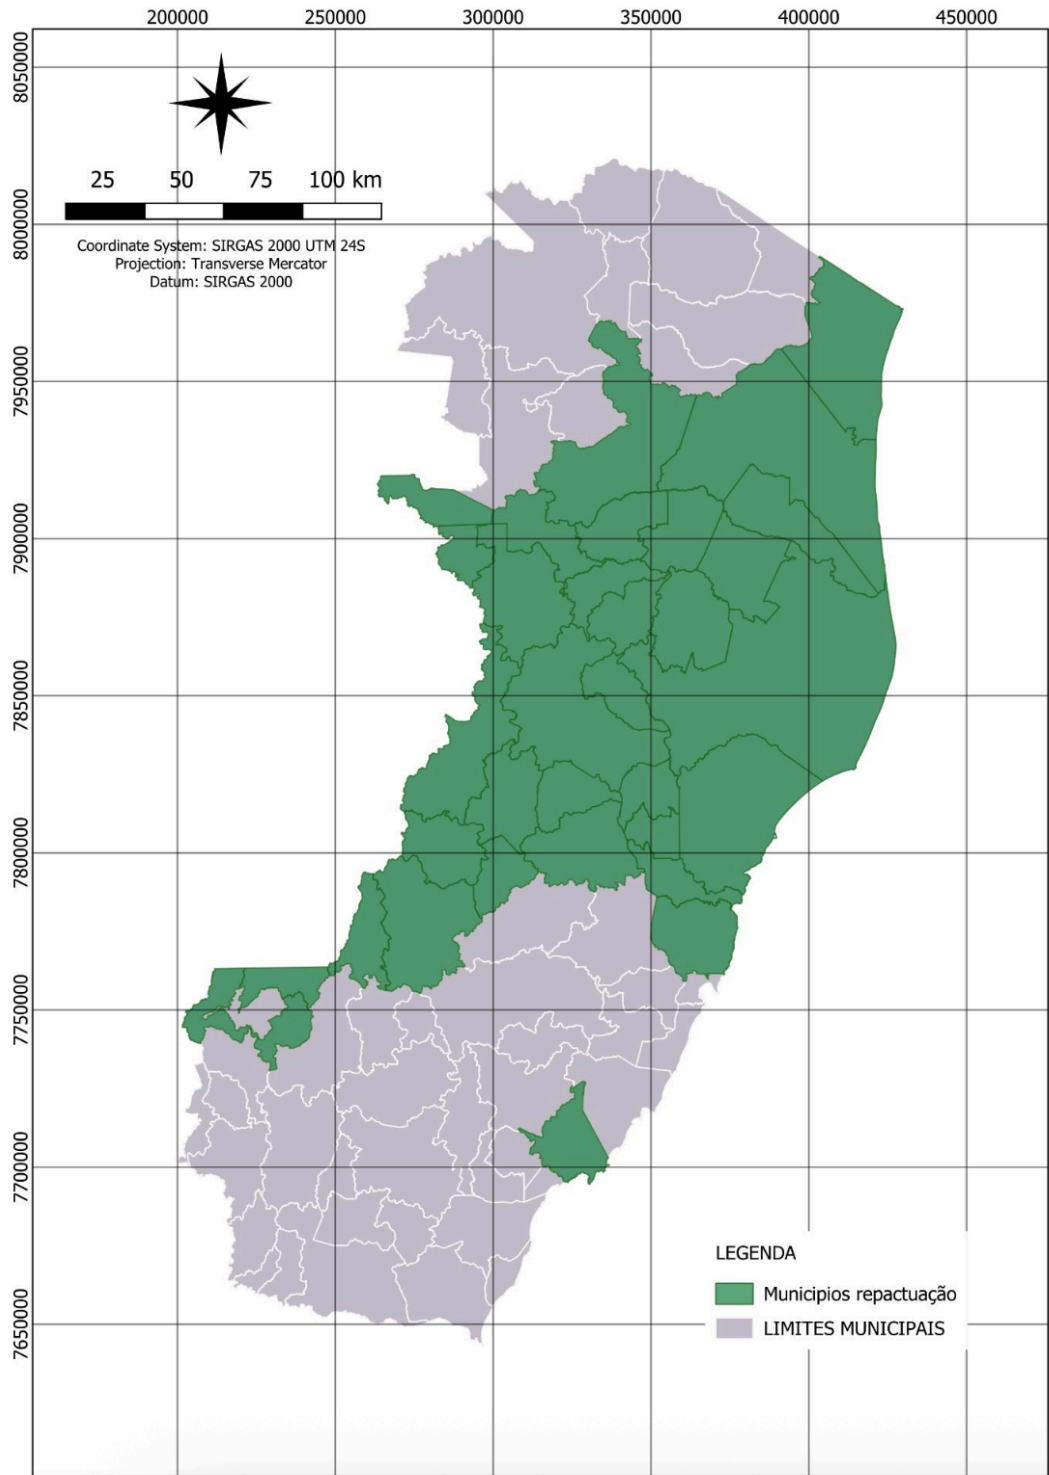 200000 250000 300000 350000 400000 450000
8050000
25 50 75 100 km
8000000
Coordinate System: SIRGAS 2000 UTM 24S
Projection: Transverse Mercator
Datum: SIRGAS 2000
7950000
7900000
7850000
7800000
7750000
7700000
LEGENDA
Municipios repactuação
LIMITES MUNICIPAIS
7650000